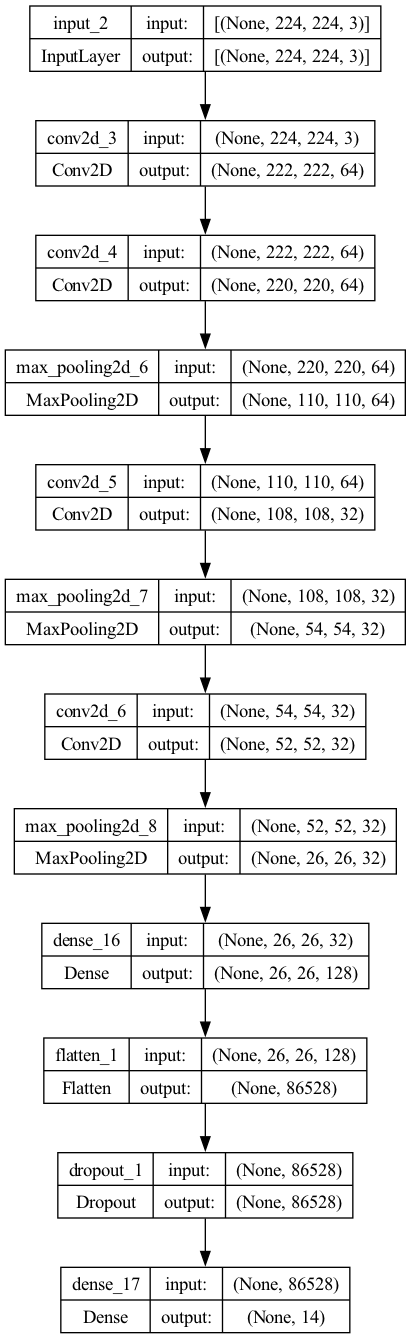 input_2 input: [(None, 224, 224, 3)]
InputLayer output: [(None, 224, 224, 3)]
conv2d_3 input: (None, 224, 224, 3)
Conv2D output: (None, 222, 222, 64)
conv2d_4 input: (None, 222, 222, 64)
Conv2D output: (None, 220, 220, 64)
max_pooling2d_6 input: (None, 220, 220, 64)
MaxPooling2D output: (None, 110, 110, 64)
conv2d_5 input: (None, 110, 110, 64)
Conv2D output: (None, 108, 108, 32)
max_pooling2d_7 input: (None, 108, 108, 32)
MaxPooling2D output: (None, 54, 54, 32)
conv2d_6 input: (None, 54, 54, 32)
Conv2D output: (None, 52, 52, 32)
max_pooling2d_8 input: (None, 52, 52, 32)
MaxPooling2D output: (None, 26, 26, 32)
dense_16 input: (None, 26, 26, 32)
Dense output: (None, 26, 26, 128)
flatten_1 input: (None, 26, 26, 128)
Flatten output: (None, 86528)
dropout_1 input: (None, 86528)
Dropout output: (None, 86528)
dense_17 input: (None, 86528)
Dense output: (None, 14)